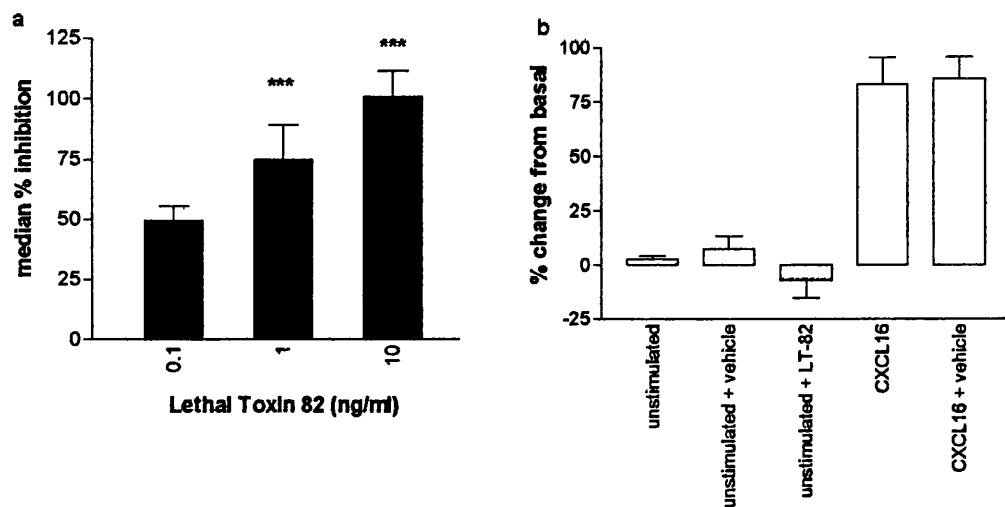 a
median % inhibition
125
100
75
50
25
0
***
***
0.1
1
10
Lethal Toxin 82 (ng/ml)
b
% change from basal
100
75
50
25
0
-25
unstimulated
unstimulated + vehicle
unstimulated + LT-82
CXCL16
CXCL16 + vehicle